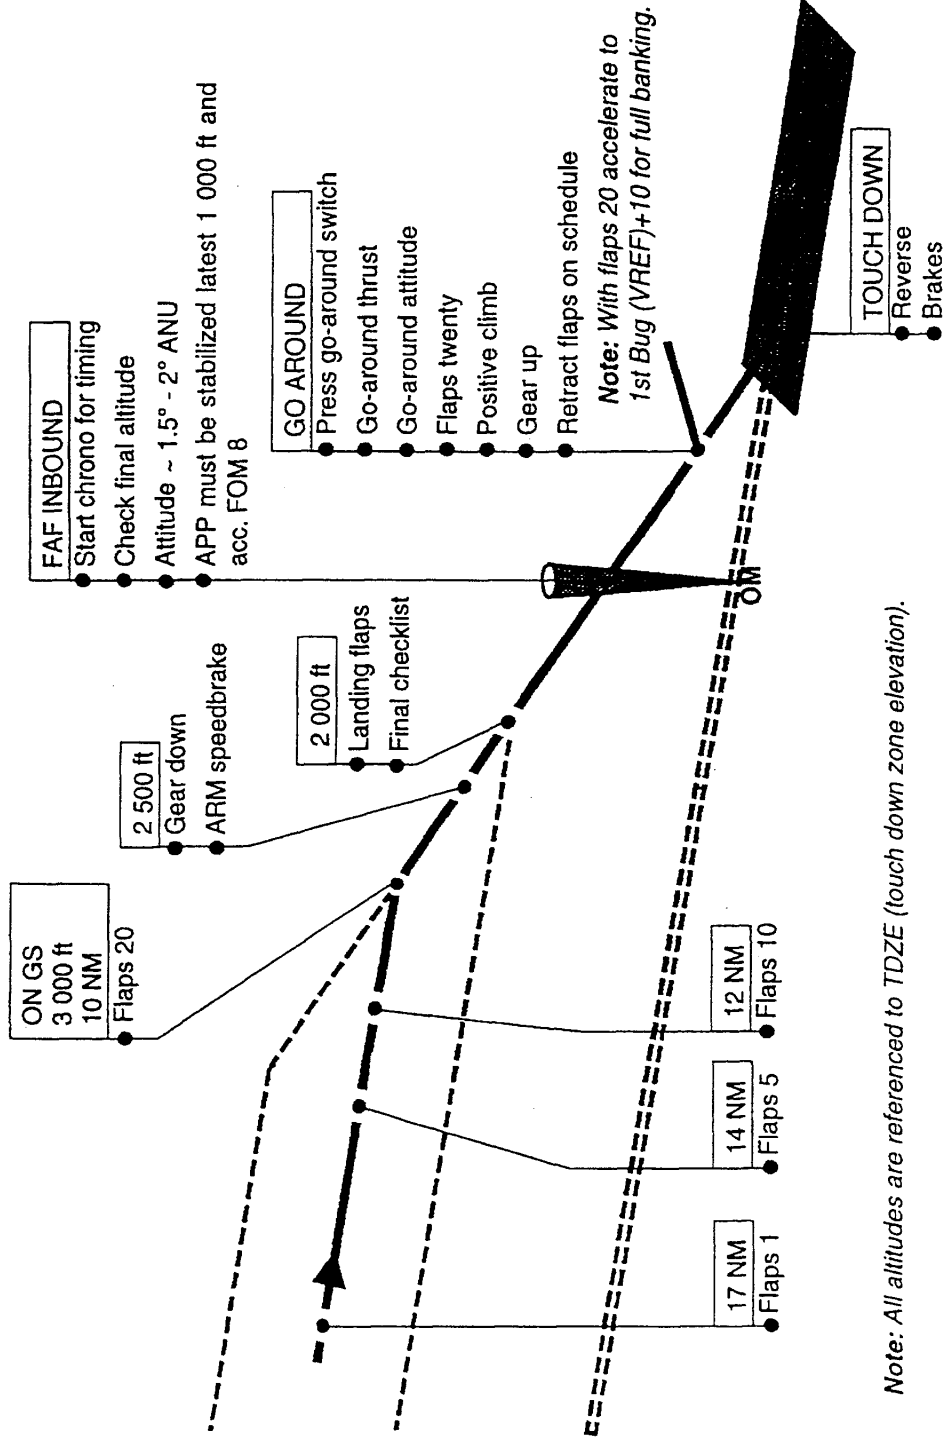 ON GS
3 000 ft
10 NM
Flaps 20
2 500 ft
Gear down
ARM speedbrake
2 000 ft
Landing flaps
Final checklist
FAF INBOUND
Start chrono for timing
Check final altitude
Attitude ~ 1.5° - 2° ANU
APP must be stabilized latest 1 000 ft and
acc. FOM 8
GO AROUND
Press go-around switch
Go-around thrust
Go-around attitude
Flaps twenty
Positive climb
Gear up
Retract flaps on schedule
Note: With flaps 20 accelerate to
1st Bug (VREF)+10 for full banking.
OM
17 NM
Flaps 1
14 NM
Flaps 5
12 NM
Flaps 10
TOUCH DOWN
Reverse
Brakes
Note: All altitudes are referenced to TDZE (touch down zone elevation).